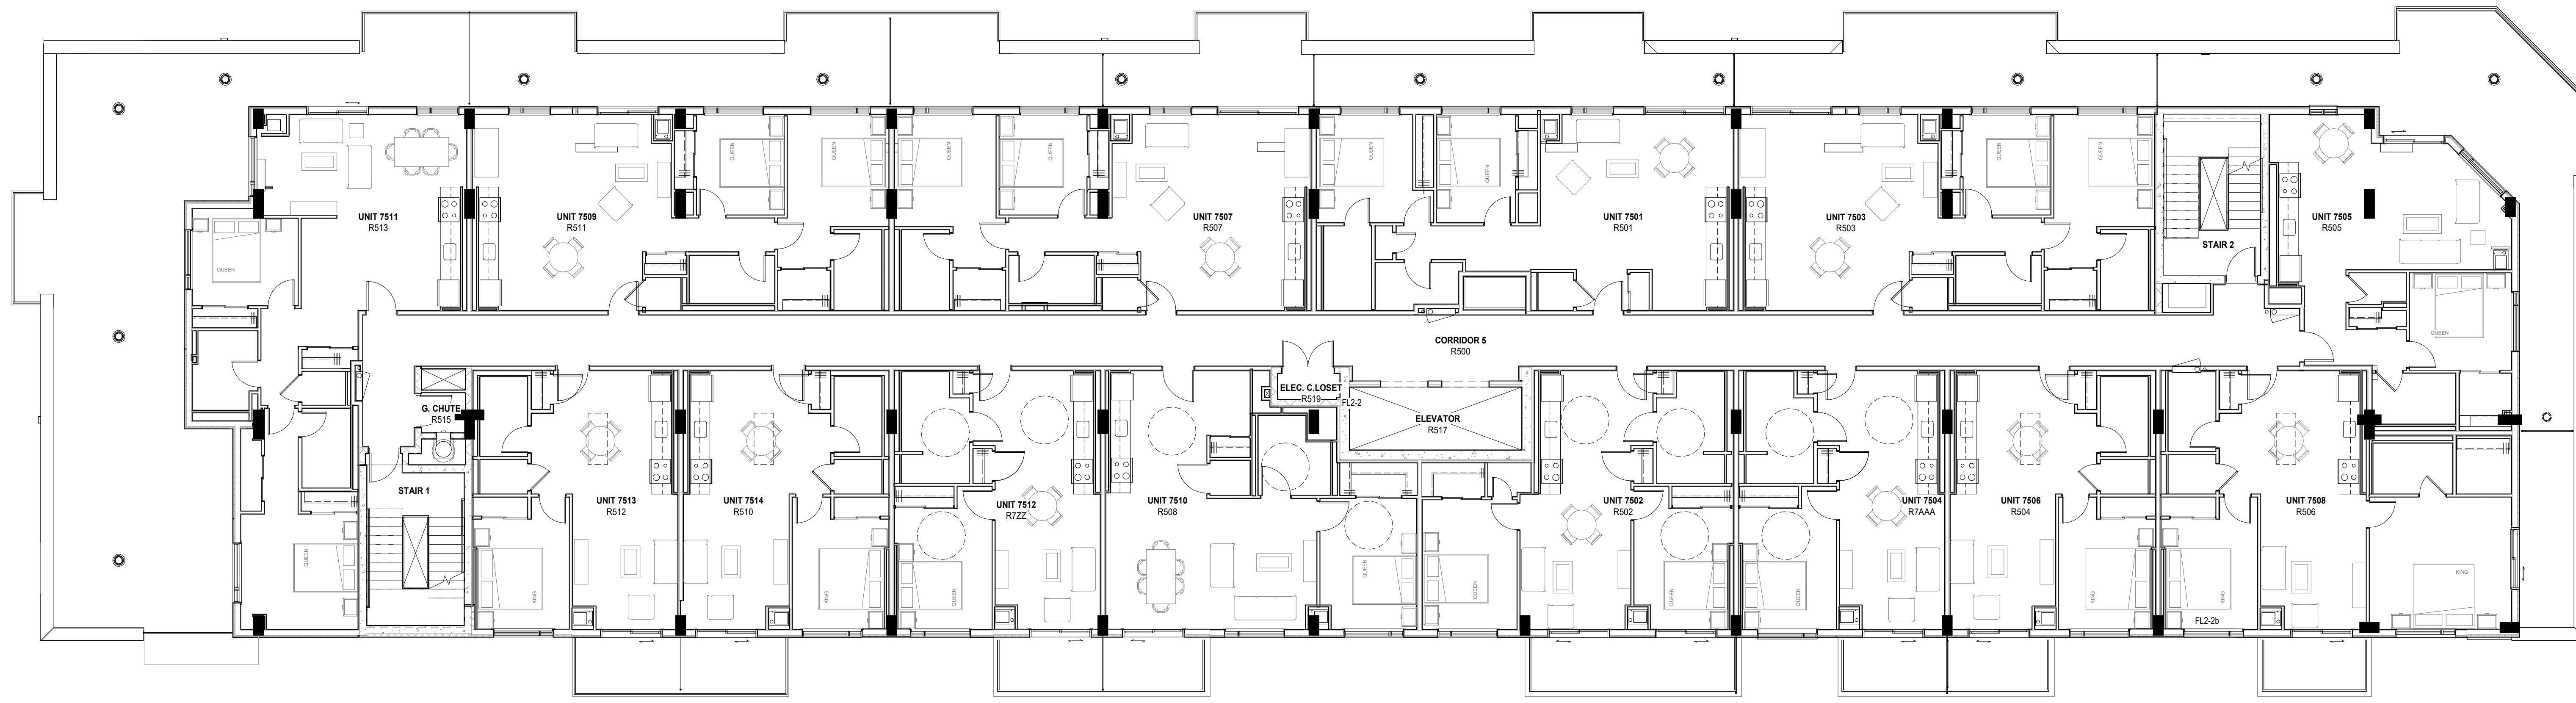 QUEEN
QUEEN
QUEEN
QUEEN
QUEEN
QUEEN
QUEEN
QUEEN
UNIT 7511
R513
UNIT 7509
R511
UNIT 7507
R507
UNIT 7501
R501
UNIT 7503
R503
UNIT 7505
R505
STAIR 2
QUEEN
QUEEN
CORRIDOR 5
R500
ELEC. C.LOSET
R519
FL2-2
G. CHUTE
R515
ELEVATOR
R517
STAIR 1
UNIT 7513
R512
UNIT 7514
R510
UNIT 7512
R7ZZ
UNIT 7510
R508
UNIT 7502
R502
UNIT 7504
R7AAA
UNIT 7506
R504
UNIT 7508
R506
QUEEN
KING
KING
QUEEN
QUEEN
QUEEN
QUEEN
QUEEN
KING
KING
KING
FL2-2b